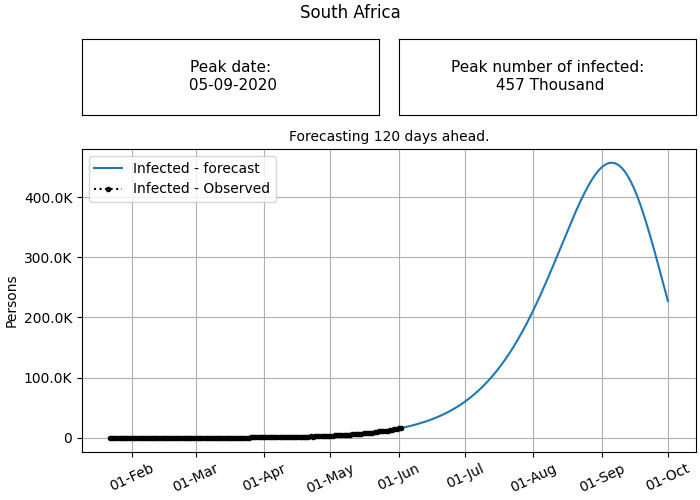 South Africa
Peak date:
05-09-2020
Peak number of infected:
457 Thousand
Forecasting 120 days ahead.
Infected - forecast
Infected - Observed
400.0K
300.0K
200.0K
100.0K
0
Persons
01-Feb
01-Mar
01-Apr
01-May
01-Jun
01-Jul
01-Aug
01-Sep
01-Oct